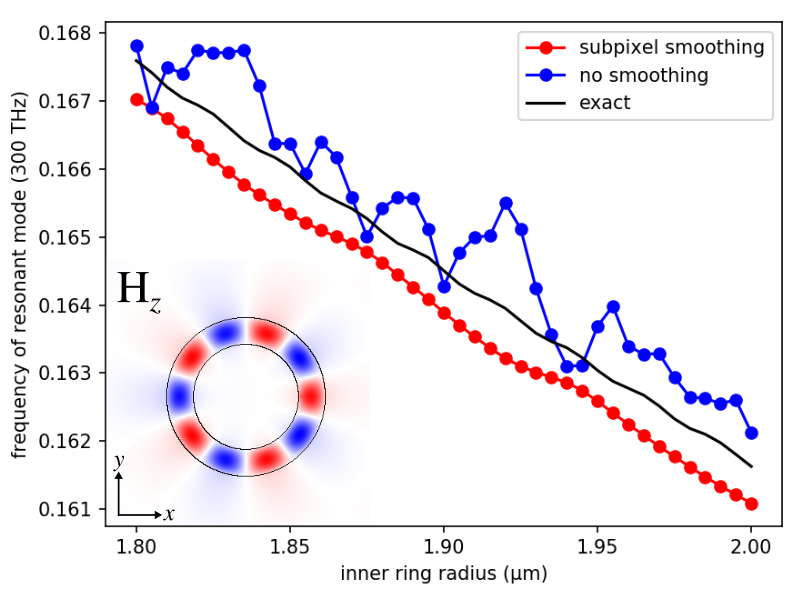 0.168
0.167
0.166
0.165
0.164
0.163
0.162
0.161
frequency of resonant mode (300 THz)
subpixel smoothing
no smoothing
exact
Hz
y
x
1.80
1.85
1.90
1.95
2.00
inner ring radius (μm)